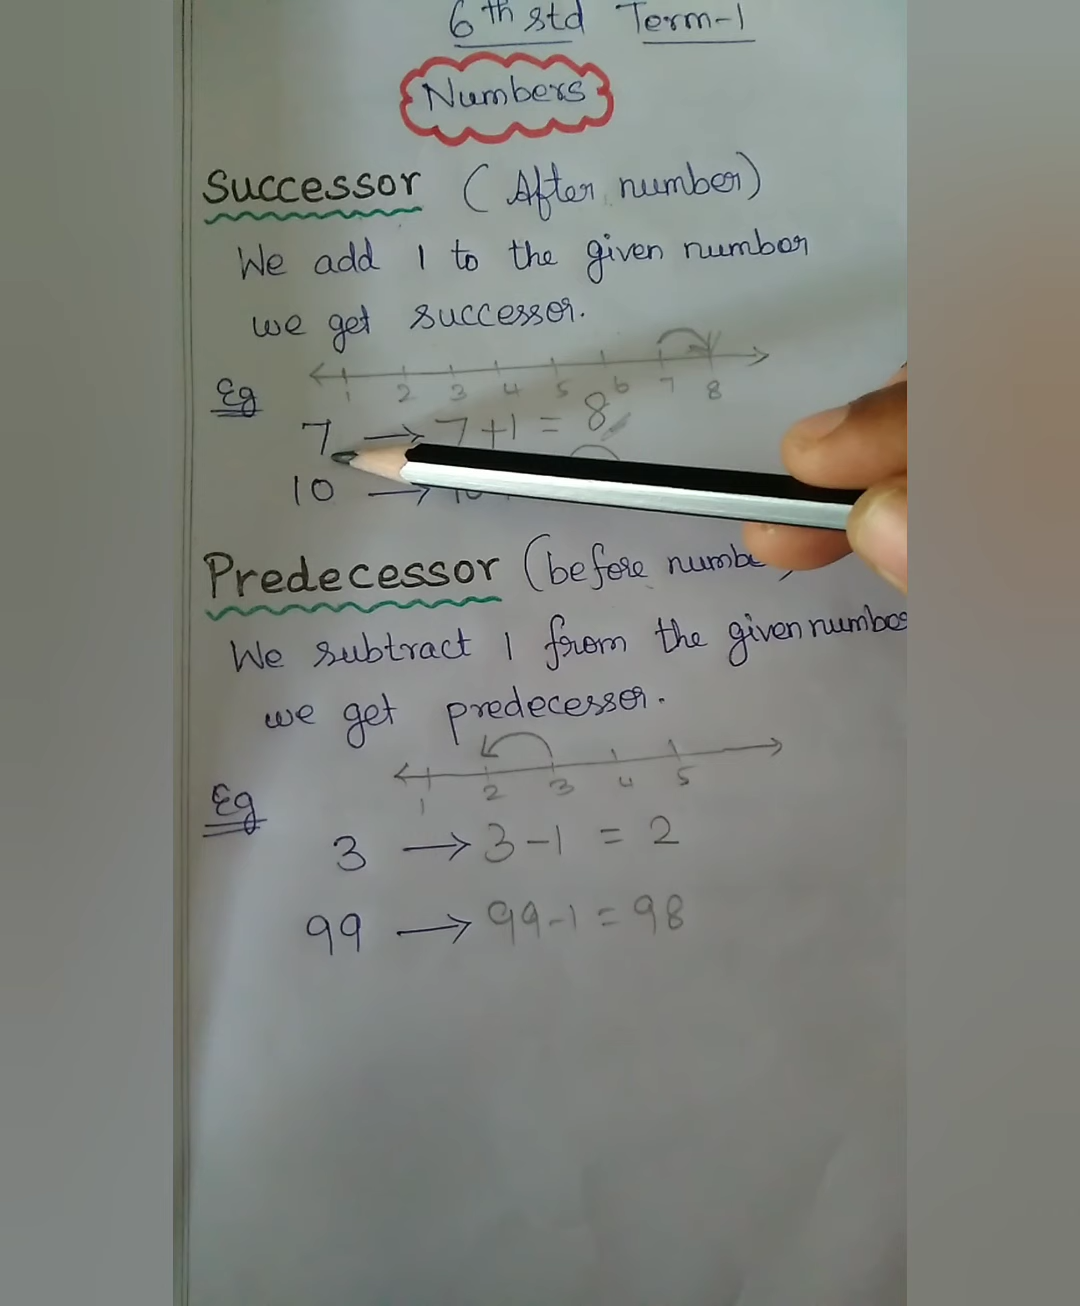 6th std Term-1
Numbers
Successor (After number)
We add 1 to the given number
we get successor.
Eg
1 2 3 4 5 6 7 8
7 → 7+1 = 8
10 → 10
Predecessor (before numbe
We subtract 1 from the given number
we get predecessor.
Eg
1 2 3 4 5
3 → 3-1 = 2
99 → 99-1 = 98